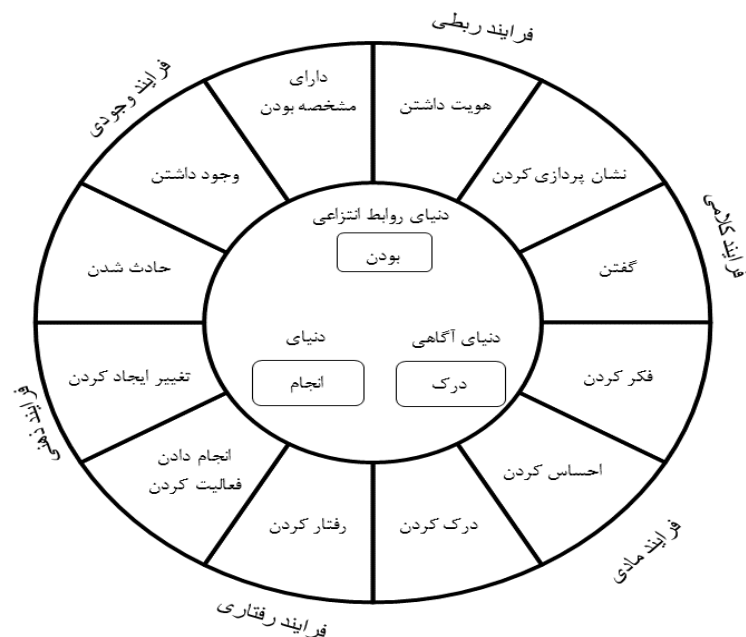 فرایند ربطی
فرایند وجودی
دارای
مشخصه بودن
هویت داشتن
وجود داشتن
نشان پردازی کردن
فرایند کلامی
دنیای روابط انتزاعی
بودن
حادث شدن
گفتن
دنیای آگاهی
درک
دنیای
انجام
تغییر ایجاد کردن
فکر کردن
فرایند ذهنی
انجام دادن
فعالیت کردن
احساس کردن
رفتار کردن
درک کردن
فرایند مادی
فرایند رفتاری